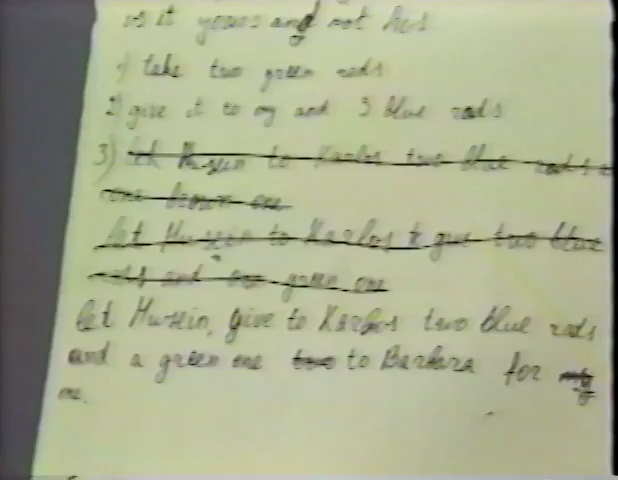 is it yours and not his
1) take two green rods
2) give it to my and 3 blue rods
3) let Husein to Karlos two blue rods
one brown one
let Husein to Karlos to give two blue
rods and one green one
let Husein, give to Karlos two blue rods
and a green one two to Barbara for my
me.